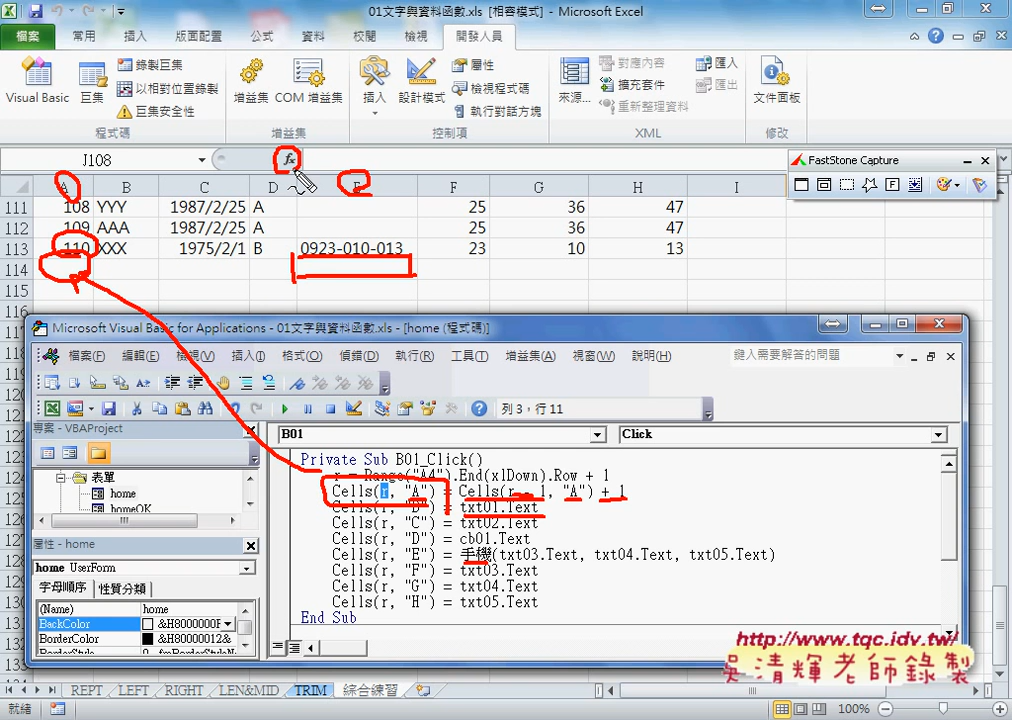 01文字與資料函數.xls [相容模式] - Microsoft Excel
檔案 常用 插入 版面配置 公式 資料 校閱 檢視 開發人員
Visual Basic 巨集 錄製巨集 以相對位置錄製 巨集安全性 程式碼
增益集 COM 增益集 增益集
插入 設計模式 屬性 檢視程式碼 執行對話方塊 控制項
來源... 對應內容 擴充套件 重新整理資料 匯入 匯出 XML
文件面板 修改
J108 fx
FastStone Capture
A B C D E F G H I
111 108 YYY 1987/2/25 A 25 36 47
112 109 AAA 1987/2/25 A 25 36 47
113 110 XXX 1975/2/1 B 0923-010-013 23 10 13
114
115
Microsoft Visual Basic for Applications - 01文字與資料函數.xls - [home (程式碼)]
檔案(F) 編輯(E) 檢視(V) 插入(I) 格式(O) 偵錯(D) 執行(R) 工具(T) 增益集(A) 視窗(W) 說明(H) 鍵入需要解答的問題
列 3，行 11
專案 - VBAProject
表單
home
homeOK
屬性 - home
home UserForm
字母順序 性質分類
(Name) home
BackColor &H8000000F
BorderColor &H80000012&
B01 Click
Private Sub B01_Click()
r = Range("A4").End(xlDown).Row + 1
Cells(r, "A") = Cells(r - 1, "A") + 1
Cells(r, "B") = txt01.Text
Cells(r, "C") = txt02.Text
Cells(r, "D") = cb01.Text
Cells(r, "E") = 手機(txt03.Text, txt04.Text, txt05.Text)
Cells(r, "F") = txt03.Text
Cells(r, "G") = txt04.Text
Cells(r, "H") = txt05.Text
End Sub
http://www.tqc.idv.tw/
吳清輝老師錄製
REPT LEFT RIGHT LEN&MID TRIM 綜合練習
就緒 100%